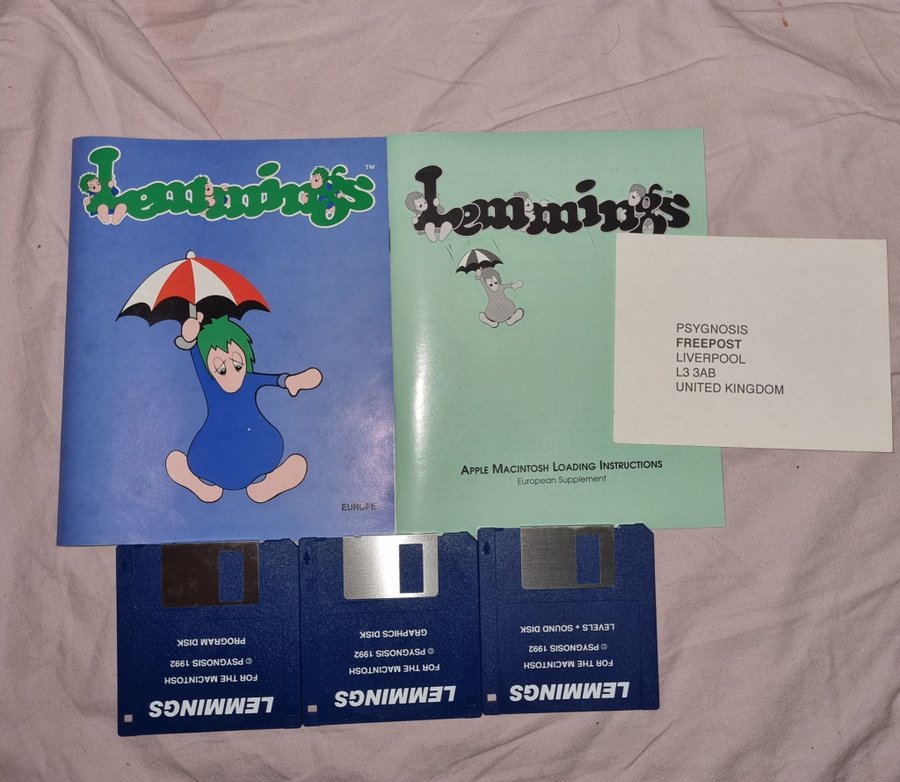 Lemmings
TM
EUROPE
Lemmings
TM
APPLE MACINTOSH LOADING INSTRUCTIONS
European Supplement
PSYGNOSIS
FREEPOST
LIVERPOOL
L3 3AB
UNITED KINGDOM
LEMMINGS
FOR THE MACINTOSH
© PSYGNOSIS 1992
PROGRAM DISK
LEMMINGS
FOR THE MACINTOSH
© PSYGNOSIS 1992
GRAPHICS DISK
LEMMINGS
FOR THE MACINTOSH
© PSYGNOSIS 1992
LEVELS + SOUND DISK